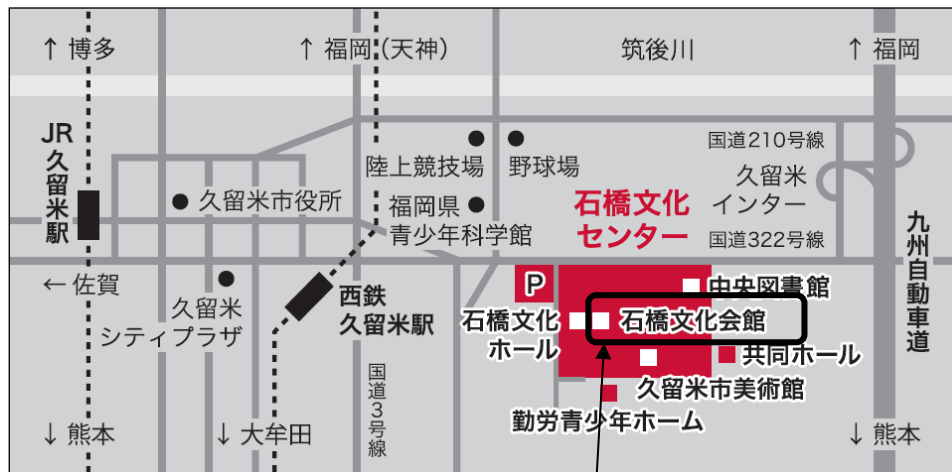 ↑ 博多
↑ 福岡(天神)
筑後川
↑ 福岡
JR
久留米駅
陸上競技場
野球場
国道210号線
久留米
インター
久留米市役所
福岡県
青少年科学館
石橋文化
センター
国道322号線
九州自動車道
← 佐賀
久留米
シティプラザ
西鉄
久留米駅
P
中央図書館
石橋文化
ホール
石橋文化会館
共同ホール
久留米市美術館
勤労青少年ホーム
国道3号線
↓ 熊本
↓ 大牟田
↓ 熊本